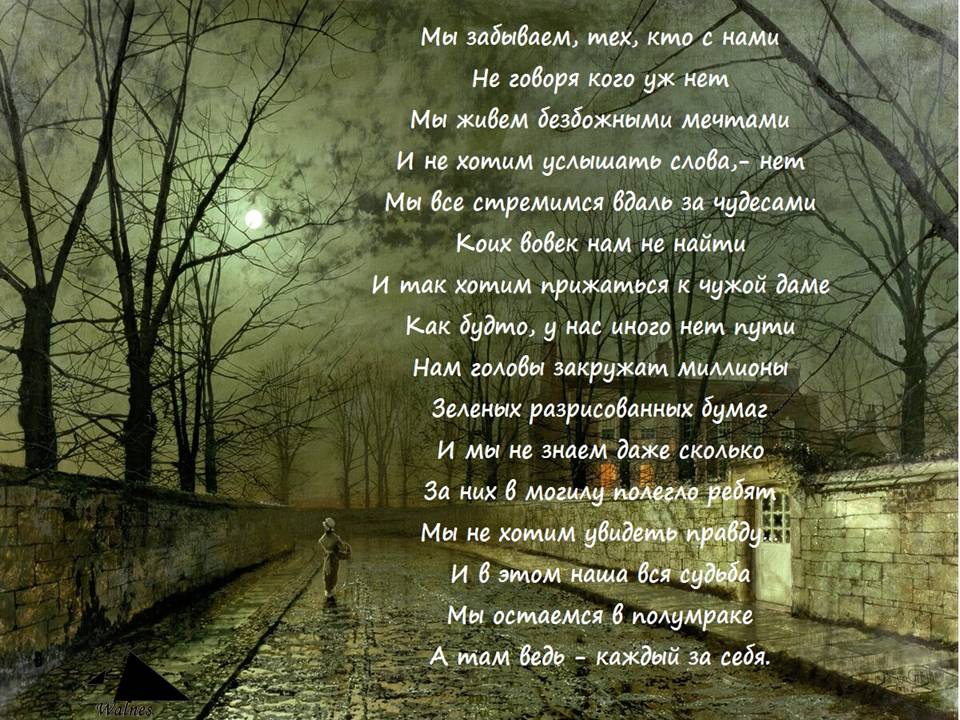 Мы забываем, тех, кто с нами
Не говоря кого уж нет
Мы живем безбожными мечтами
И не хотим услышать слова,- нет
Мы все стремимся вдаль за чудесами
Коих вовек нам не найти
И так хотим прижаться к чужой даме
Как будто, у нас иного нет пути
Нам головы закружат миллионы
Зеленых разрисованных бумаг
И мы не знаем даже сколько
За них в могилу полегло ребят
Мы не хотим увидеть правду...
И в этом наша вся судьба
Мы остаемся в полумраке
А там ведь - каждый за себя.
Walnes